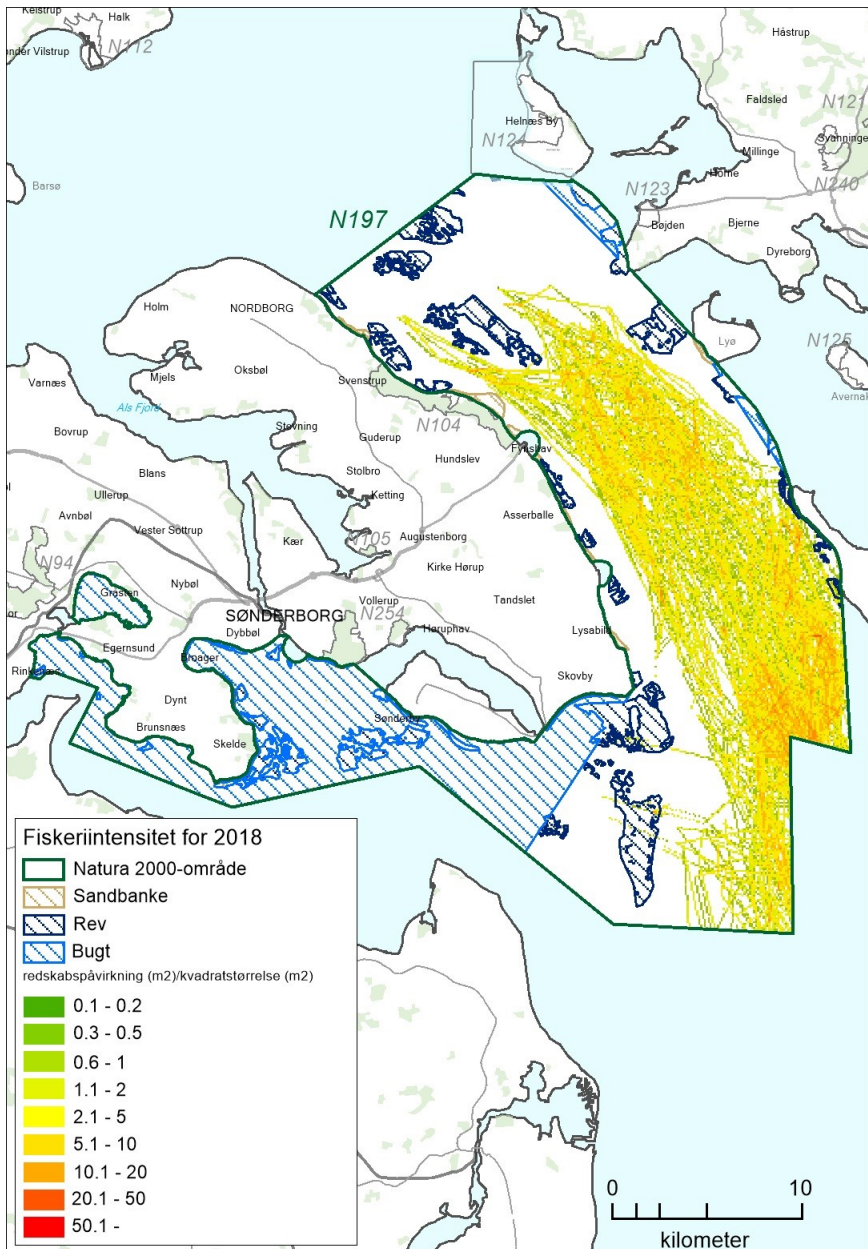 Kelstrup
Halk
ønder Vilstrup
N112
Håstrup
Faldsled
N121
Helnæs By
Svanninge
N124
Millinge
Horne
N123
N240
Barsø
Bøjden
Bjerne
N197
Dyreborg
Holm
NORDBORG
Lyø
N125
Mjels
Oksbøl
Varnæs
Svenstrup
Avernak
Als Fjord
N104
Bovrup
Stevning
Guderup
Fynshav
Hundslev
Blans
Stolbro
Ullerup
Ketting
Avnbøl
Asserballe
Vester Sottrup
Kær
N105
Augustenborg
N94
Kirke Hørup
Nybøl
Gråsten
Vollerup
Tandslet
SØNDERBORG
N254
Dybbøl
Høruphav
Lysabild
Egernsund
Broager
Rinkenæs
Skovby
Dynt
Sønderby
Brunsnæs
Skelde
Fiskeriintensitet for 2018
Natura 2000-område
Sandbanke
Rev
Bugt
redskabspåvirkning (m2)/kvadratstørrelse (m2)
0.1 - 0.2
0.3 - 0.5
0.6 - 1
1.1 - 2
2.1 - 5
5.1 - 10
10.1 - 20
20.1 - 50
50.1 -
0 10
kilometer